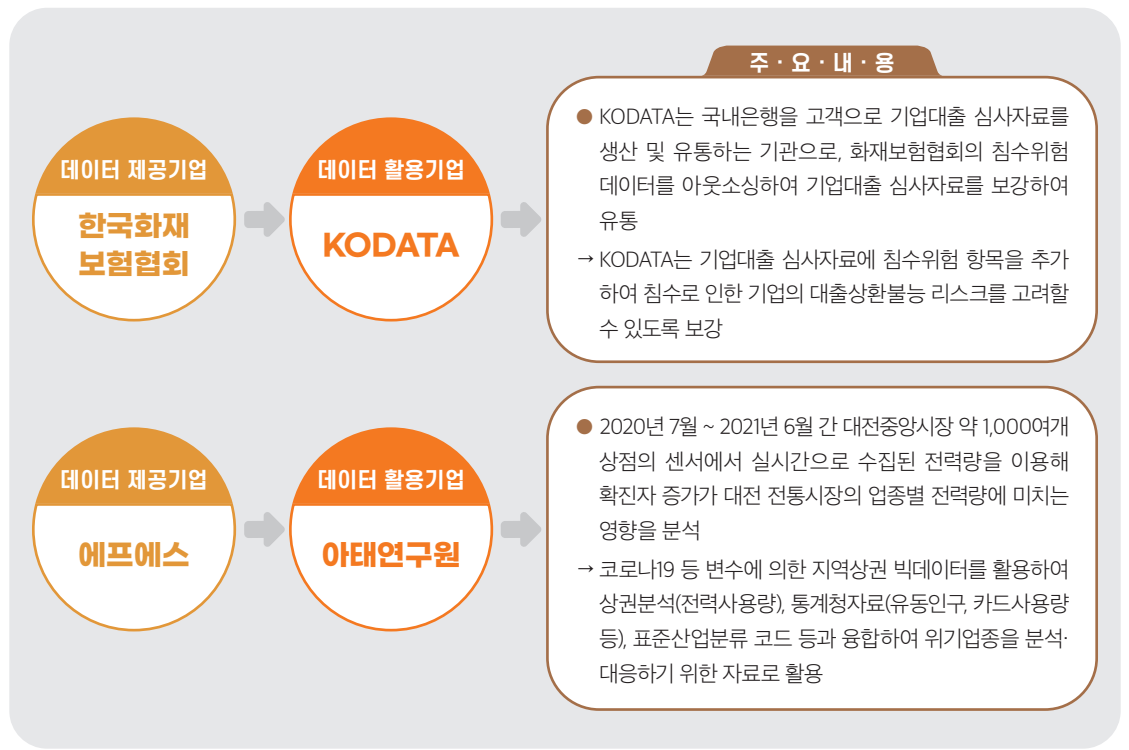 주·요·내·용
데이터 제공기업
한국화재
보험협회
데이터 활용기업
KODATA
● KODATA는 국내은행을 고객으로 기업대출 심사자료를
생산 및 유통하는 기관으로, 화재보험협회의 침수위험
데이터를 아웃소싱하여 기업대출 심사자료를 보강하여
유통
→ KODATA는 기업대출 심사자료에 침수위험 항목을 추가
하여 침수로 인한 기업의 대출상환불능 리스크를 고려할
수 있도록 보강
데이터 제공기업
에프에스
데이터 활용기업
아태연구원
● 2020년 7월 ~ 2021년 6월 간 대전중앙시장 약 1,000여개
상점의 센서에서 실시간으로 수집된 전력량을 이용해
확진자 증가가 대전 전통시장의 업종별 전력량에 미치는
영향을 분석
→ 코로나19 등 변수에 의한 지역상권 빅데이터를 활용하여
상권분석(전력사용량), 통계청자료(유동인구, 카드사용량
등), 표준산업분류 코드 등과 융합하여 위기업종을 분석·
대응하기 위한 자료로 활용